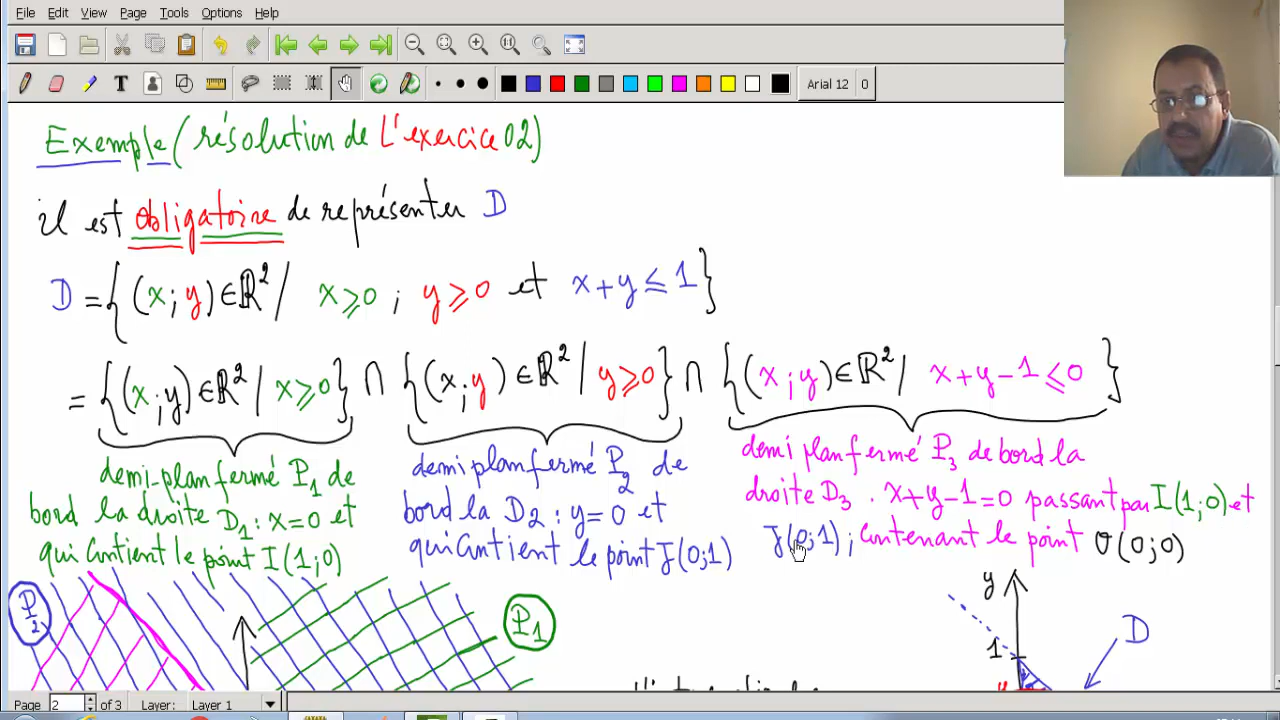 File Edit View Page Tools Options Help
Arial 12 0
Exemple (résolution de L'exercice 02)
il est obligatoire de représenter D
D = {(x;y)∈ℝ² / x⩾0 ; y⩾0 et x+y⩽1}
= {(x;y)∈ℝ² / x⩾0} ∩ {(x;y)∈ℝ² / y⩾0} ∩ {(x;y)∈ℝ² / x+y-1⩽0}
demi-plan fermé P1 de
bord la droite D1 : x=0 et
qui contient le point I(1;0)
demi plan fermé P2 de
bord la D2 : y=0 et
qui contient le point J(0;1)
demi plan fermé P3 de bord la
droite D3 . x+y-1=0 passant par I(1;0) et
J(0;1) ; contenant le point O(0;0)
P2
P1
y
1
D
Page 2 of 3 Layer: Layer 1